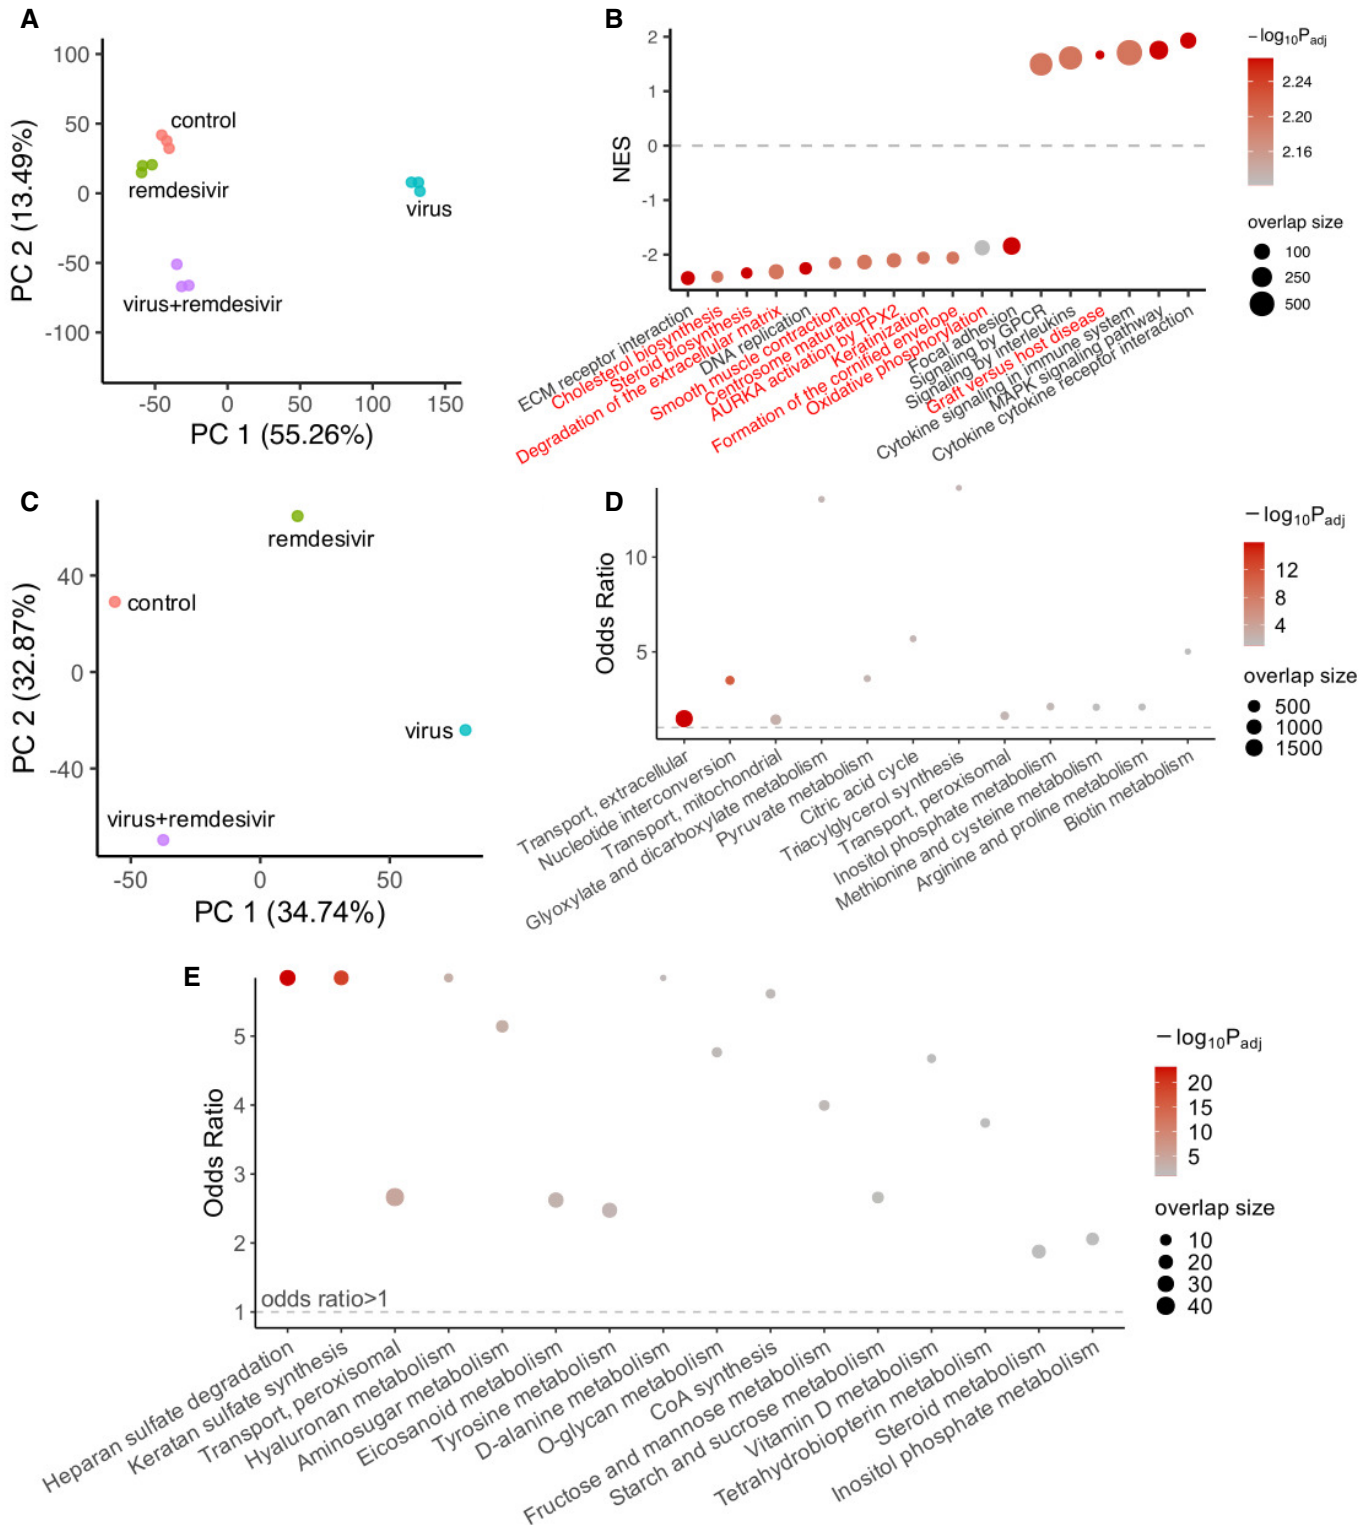 A
PC 2 (13.49%)
100
50
0
-50
-100
control
remdesivir
virus
virus+remdesivir
-50
0
50
100
150
PC 1 (55.26%)
B
NES
2
1
0
-1
-2
ECM receptor interaction
Cholesterol biosynthesis
Steroid biosynthesis
Degradation of the extracellular matrix
DNA replication
Smooth muscle contraction
Centrosome maturation
AURKA activation by TPX2
Keratinization
Formation of the cornified envelope
Oxidative phosphorylation
Focal adhesion
Signaling by GPCR
Signaling by interleukins
Graft versus host disease
Cytokine signaling in immune system
MAPK signaling pathway
Cytokine cytokine receptor interaction
−log10Padj
2.24
2.20
2.16
overlap size
100
250
500
C
PC 2 (32.87%)
40
0
-40
remdesivir
control
virus
virus+remdesivir
-50
0
50
PC 1 (34.74%)
D
Odds Ratio
10
5
Transport, extracellular
Nucleotide interconversion
Transport, mitochondrial
Glyoxylate and dicarboxylate metabolism
Pyruvate metabolism
Citric acid cycle
Triacylglycerol synthesis
Transport, peroxisomal
Inositol phosphate metabolism
Methionine and cysteine metabolism
Arginine and proline metabolism
Biotin metabolism
−log10Padj
12
8
4
overlap size
500
1000
1500
E
Odds Ratio
5
4
3
2
1
odds ratio>1
Heparan sulfate degradation
Keratan sulfate synthesis
Transport, peroxisomal
Hyaluronan metabolism
Aminosugar metabolism
Eicosanoid metabolism
Tyrosine metabolism
D-alanine metabolism
O-glycan metabolism
CoA synthesis
Fructose and mannose metabolism
Starch and sucrose metabolism
Vitamin D metabolism
Tetrahydrobiopterin metabolism
Steroid metabolism
Inositol phosphate metabolism
−log10Padj
20
15
10
5
overlap size
10
20
30
40